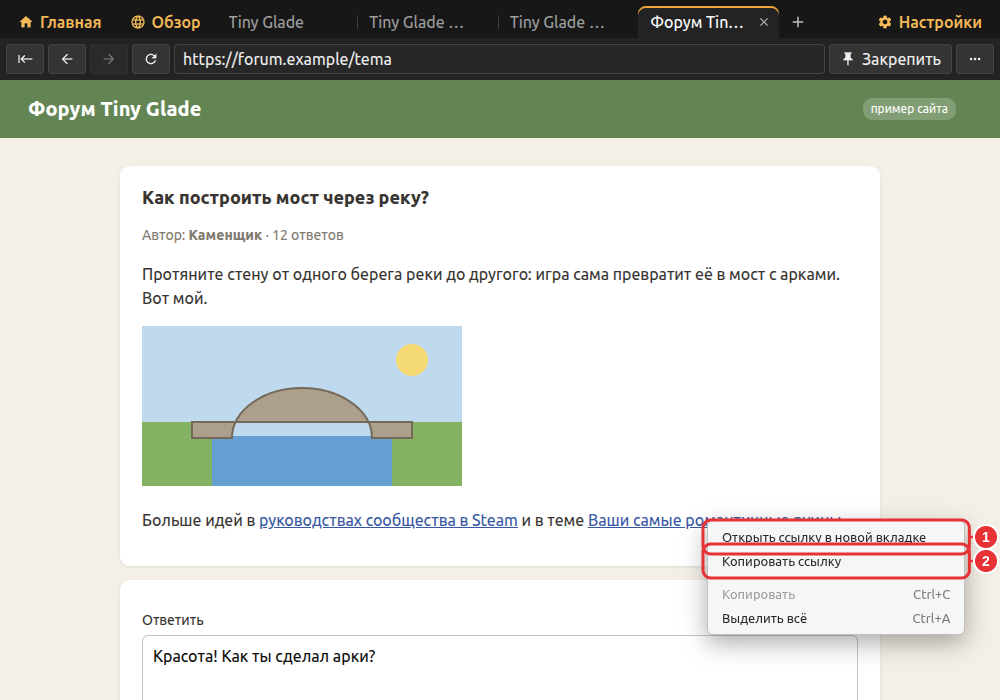 Главная Обзор Tiny Glade Tiny Glade ... Tiny Glade ... Форум Tin... Настройки
https://forum.example/tema Закрепить
Форум Tiny Glade пример сайта
Как построить мост через реку?
Автор: Каменщик · 12 ответов
Протяните стену от одного берега реки до другого: игра сама превратит её в мост с арками.
Вот мой.
Больше идей в руководствах сообщества в Steam и в теме Ваши самые
Открыть ссылку в новой вкладке 1
Копировать ссылку 2
Копировать Ctrl+C
Выделить всё Ctrl+A
Ответить
Красота! Как ты сделал арки?